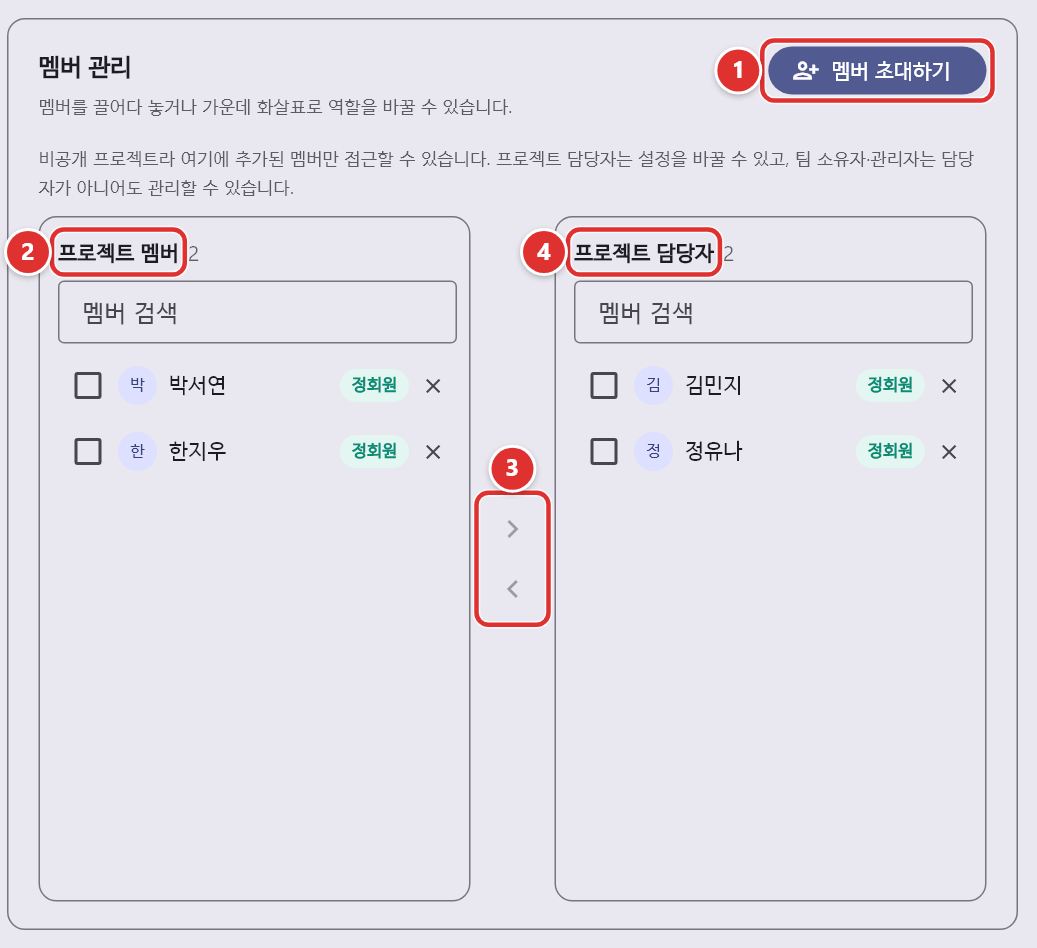 멤버 관리
1
멤버 초대하기
멤버를 끌어다 놓거나 가운데 화살표로 역할을 바꿀 수 있습니다.
비공개 프로젝트라 여기에 추가된 멤버만 접근할 수 있습니다. 프로젝트 담당자는 설정을 바꿀 수 있고, 팀 소유자·관리자는 담당
자가 아니어도 관리할 수 있습니다.
2
프로젝트 멤버 2
멤버 검색
박 박서연 정회원
한 한지우 정회원
3
4
프로젝트 담당자 2
멤버 검색
김 김민지 정회원
정 정유나 정회원